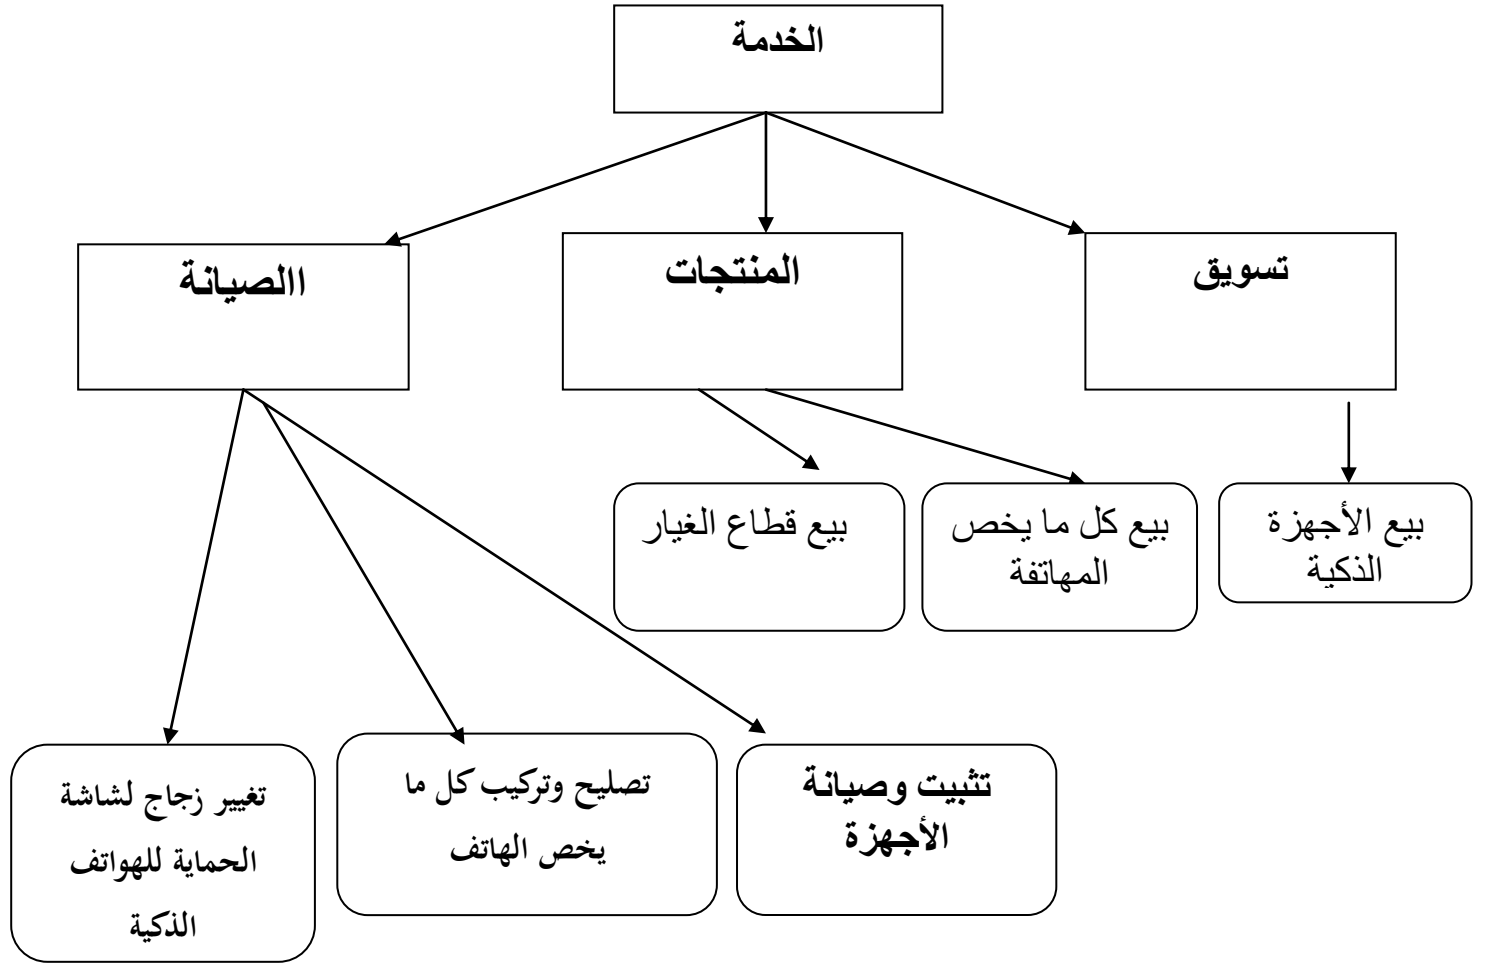 الخدمة
تسويق
المنتجات
االصيانة
بيع الأجهزة
الذكية
بيع كل ما يخص
المهاتفة
بيع قطاع الغيار
تثبيت وصيانة
الأجهزة
تصليح وتركيب كل ما
يخص الهاتف
تغيير زجاج لشاشة
الحماية للهواتف
الذكية